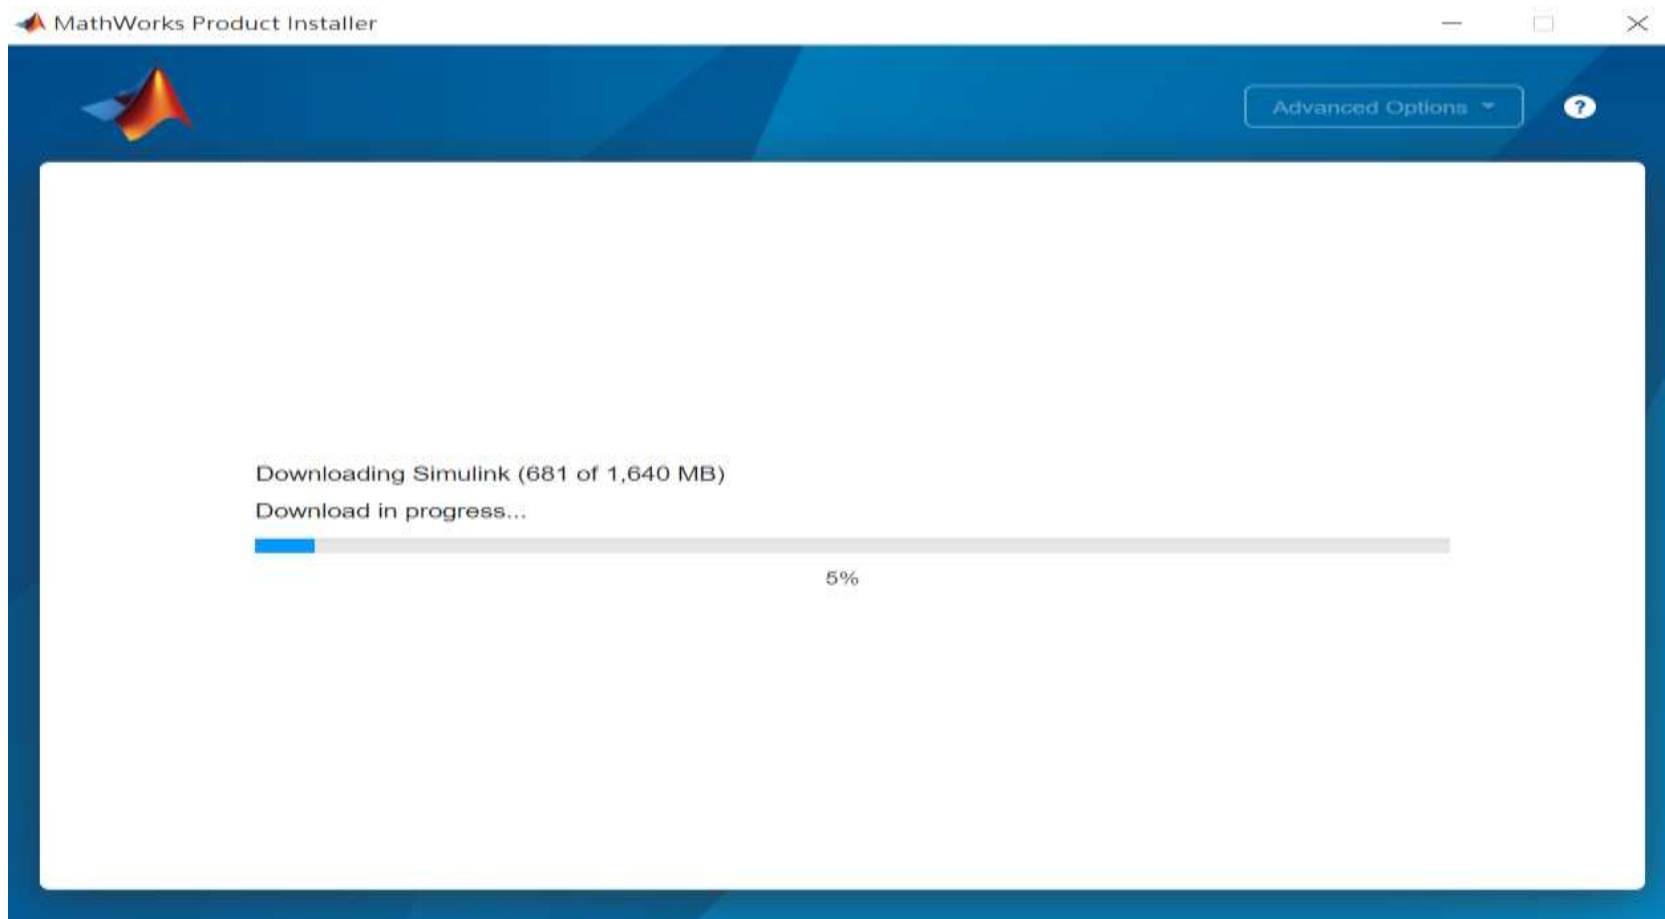 MathWorks Product Installer
Advanced Options
?
Downloading Simulink (681 of 1,640 MB)
Download in progress...
5%